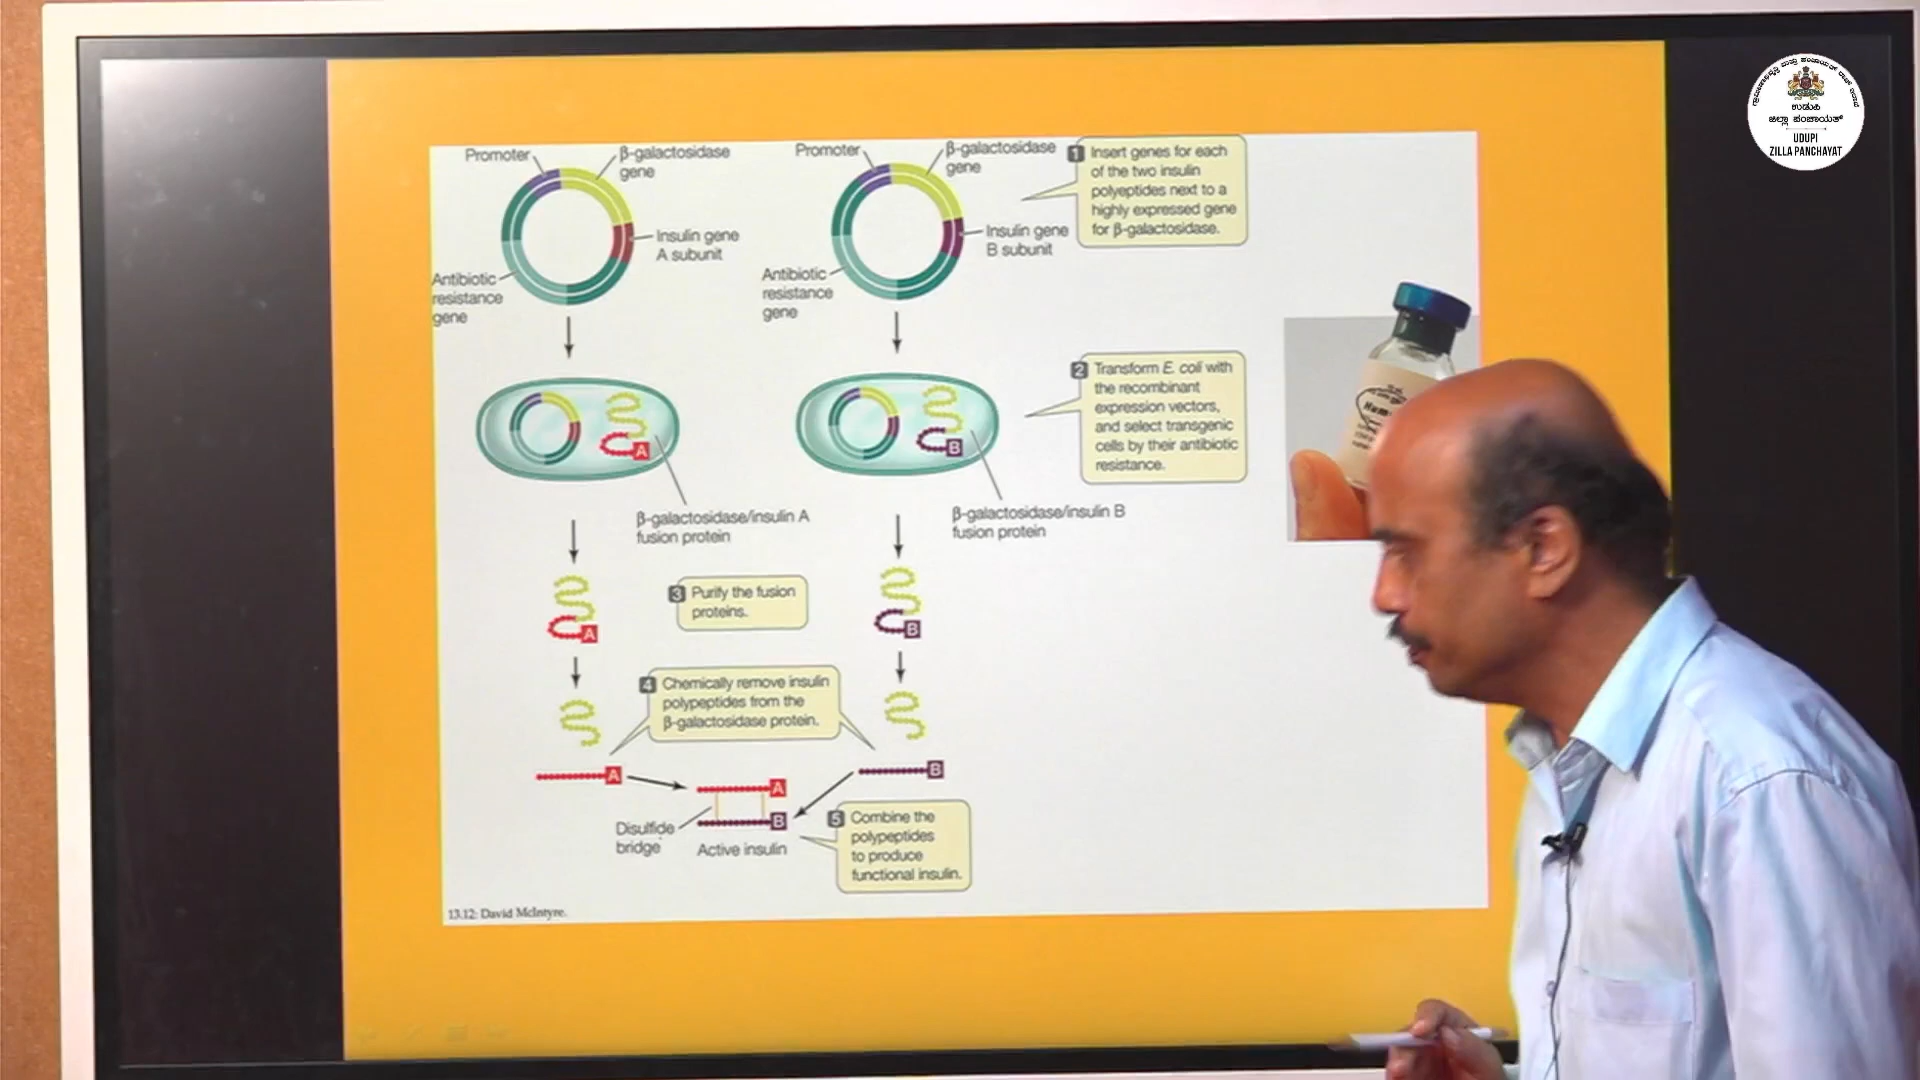 Promoter
β-galactosidase
gene
Insulin gene
A subunit
Antibiotic
resistance
gene
Promoter
β-galactosidase
gene
Insulin gene
B subunit
Antibiotic
resistance
gene
1 Insert genes for each
of the two insulin
polyeptides next to a
highly expressed gene
for β-galactosidase.
A
B
2 Transform E. coli with
the recombinant
expression vectors,
and select transgenic
cells by their antibiotic
resistance.
β-galactosidase/insulin A
fusion protein
β-galactosidase/insulin B
fusion protein
A
3 Purify the fusion
proteins.
B
4 Chemically remove insulin
polypeptides from the
β-galactosidase protein.
A
B
A
B
Disulfide
bridge
Active insulin
5 Combine the
polypeptides
to produce
functional insulin.
13.12: David McIntyre.
Hum
ಉಡುಪಿ
ಜಿಲ್ಲಾ ಪಂಚಾಯತ್
UDUPI
ZILLA PANCHAYAT